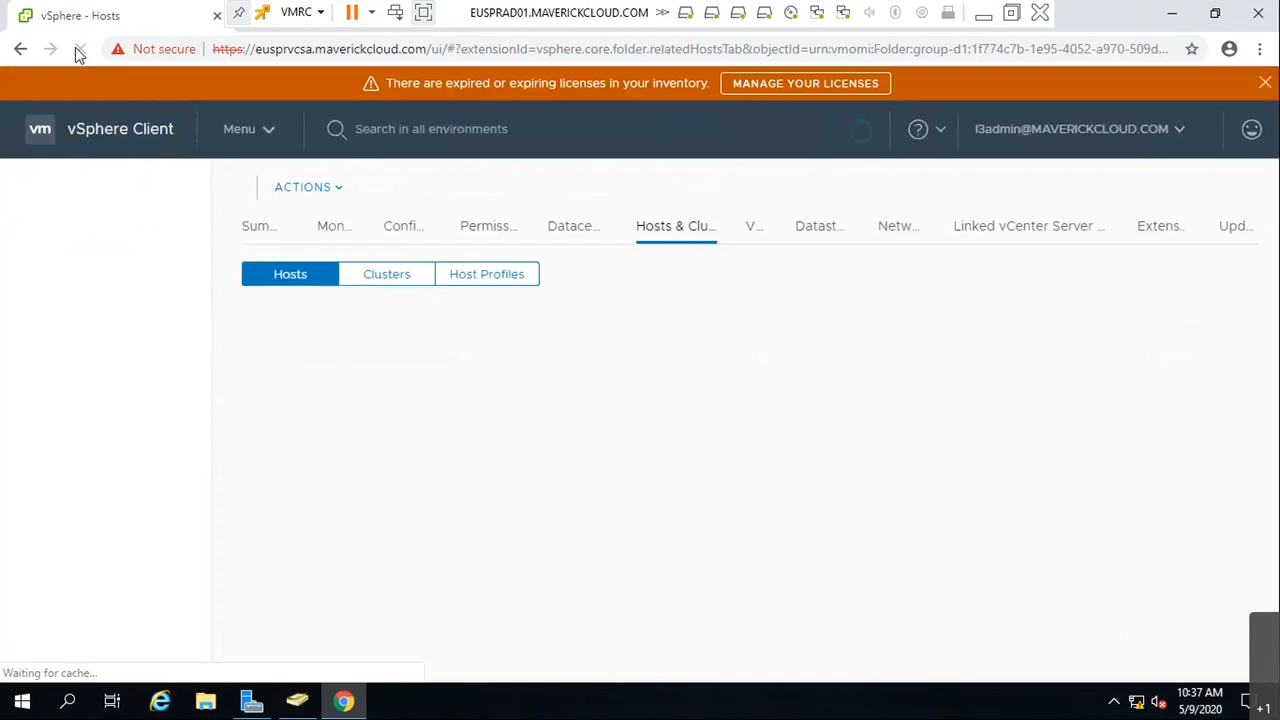 vSphere - Hosts
VMRC
EUSPRAD01.MAVERICKCLOUD.COM
Not secure
https://eusprvcsa.maverickcloud.com/ui/#?extensionId=vsphere.core.folder.relatedHostsTab&objectId=urn:vmomi:Folder:group-d1:1f774c7b-1e95-4052-a970-509d...
There are expired or expiring licenses in your inventory.
MANAGE YOUR LICENSES
vm
vSphere Client
Menu
Search in all environments
l3admin@MAVERICKCLOUD.COM
ACTIONS
Sum... Mon... Confi... Permiss... Datace... Hosts & Clu... V... Datast... Netw... Linked vCenter Server ... Extens.. Upd...
Hosts Clusters Host Profiles
Waiting for cache...
10:37 AM
5/9/2020
+1